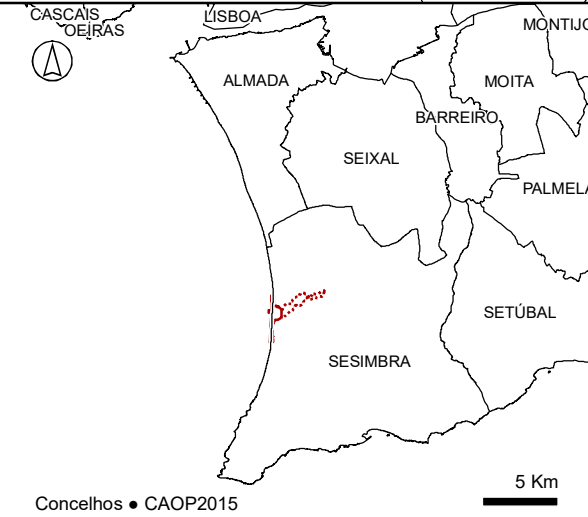 CASCAIS
OEIRAS
LISBOA
MONTIJO
ALMADA
MOITA
BARREIRO
SEIXAL
PALMELA
SETÚBAL
SESIMBRA
5 Km
Concelhos ● CAOP2015